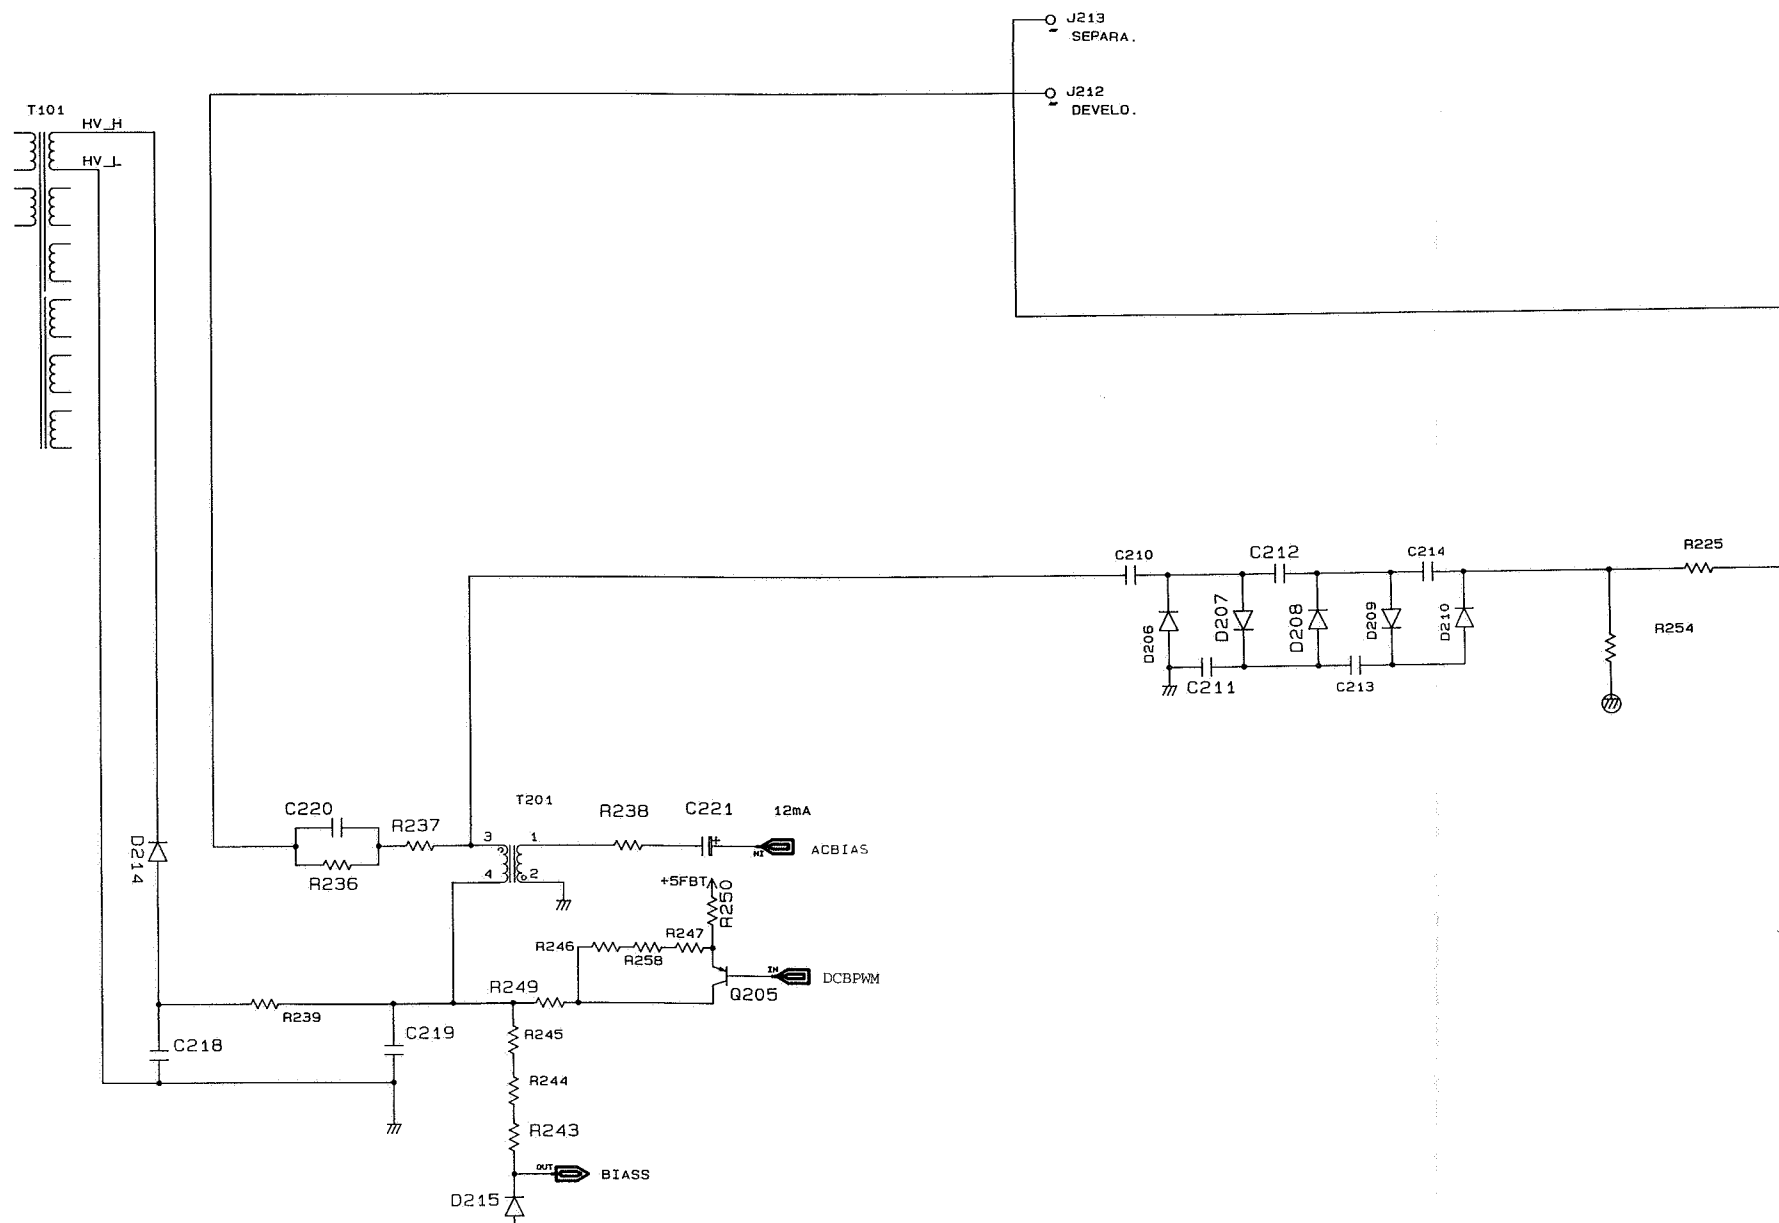 J213
SEPARA.
J212
DEVELO.
T101
HV_H
HV_L
C210
C212
C214
R225
D206
D207
D208
D209
D210
R254
C211
C213
C220
R237
R236
D214
T201
3
1
4
2
R238
C221
+
12mA
ACBIAS
+5FBT
R250
R246
R258
R247
IN
DCBPWM
Q205
R249
R239
C218
C219
R245
R244
R243
OUT
BIASS
D215